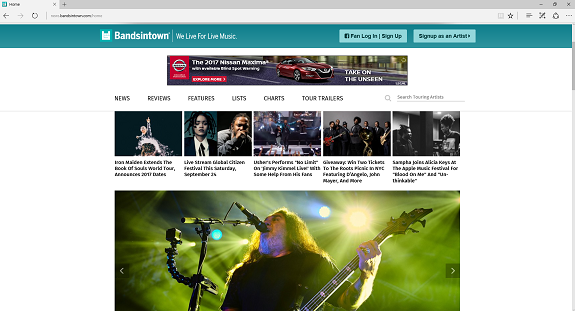 Home
www.bandsintown.com/home/
Bandsintown
We Live For Live Music.
Fan Log In | Sign Up
Signup as an Artist
The 2017 Nissan Maxima®
with available Blind Spot Warning
EXPLORE MORE
TAKE ON
THE UNSEEN
NEWS REVIEWS FEATURES LISTS CHARTS TOUR TRAILERS
Search Touring Artists
Iron Maiden Extends The
Book Of Souls World Tour,
Announces 2017 Dates
Live Stream Global Citizen
Festival This Saturday,
September 24
Usher's Performs "No Limit"
On 'Jimmy Kimmel Live' With
Some Help From His Fans
Giveaway: Win Two Tickets
To The Roots Picnic In NYC
Featuring D'Angelo, John
Mayer, And More
Sampha Joins Alicia Keys At
The Apple Music Festival For
"Blood On Me" And "Un-
thinkable"